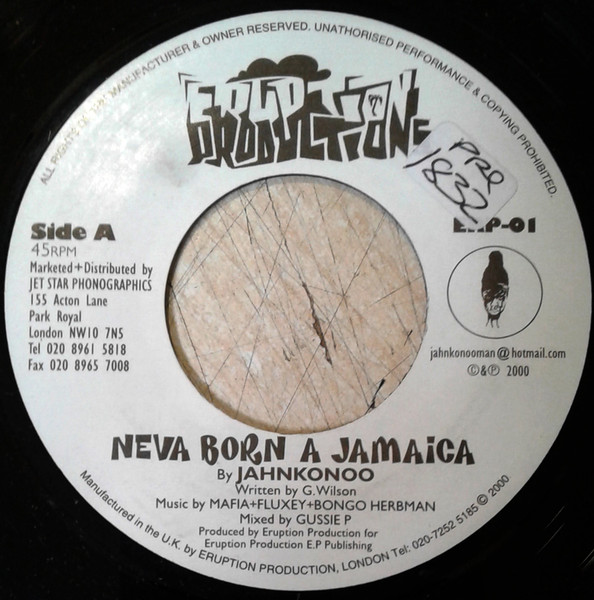 ALL RIGHTS OF THE MANUFACTURER & OWNER RESERVED. UNATHORISED PERFORMANCE & COPYING PROHIBITED.
ERUPTION
PRODUCTIONS
PRE
1832
Side A
45RPM
Marketed+Distributed by
JET STAR PHONOGRAPHICS
155 Acton Lane
Park Royal
London NW10 7NS
Tel 020 8961 5818
Fax 020 8965 7008
-01
jahnkonooman@hotmail.com
©&℗ 2000
NEVA BORN A JAMAICA
By JAHNKONOO
Written by G.Wilson
Music by MAFIA+FLUXEY+BONGO HERBMAN
Mixed by GUSSIE P
Produced by Eruption Production for
Eruption Production E.P Publishing
Manufactured in the U.K. by ERUPTION PRODUCTION, LONDON Tel: 020-7252 5185 © 2000